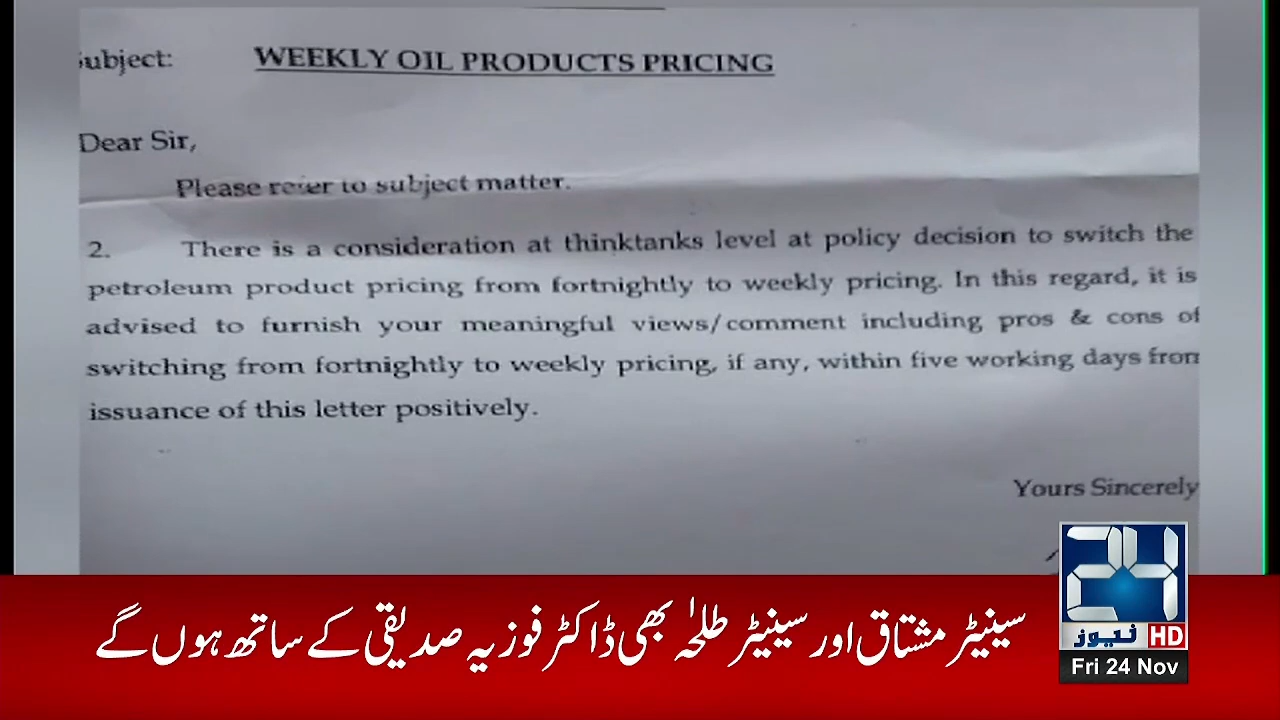 Subject: WEEKLY OIL PRODUCTS PRICING
Dear Sir,
Please refer to subject matter.
2. There is a consideration at thinktanks level at policy decision to switch the
petroleum product pricing from fortnightly to weekly pricing. In this regard, it is
advised to furnish your meaningful views/comment including pros & cons of
switching from fortnightly to weekly pricing, if any, within five working days from
issuance of this letter positively.
Yours Sincerely
24
نیوز HD
Fri 24 Nov
سینیٹر مشتاق اور سینیٹر طلحٰہ بھی ڈاکٹر فوزیہ صدیقی کے ساتھ ہوں گے